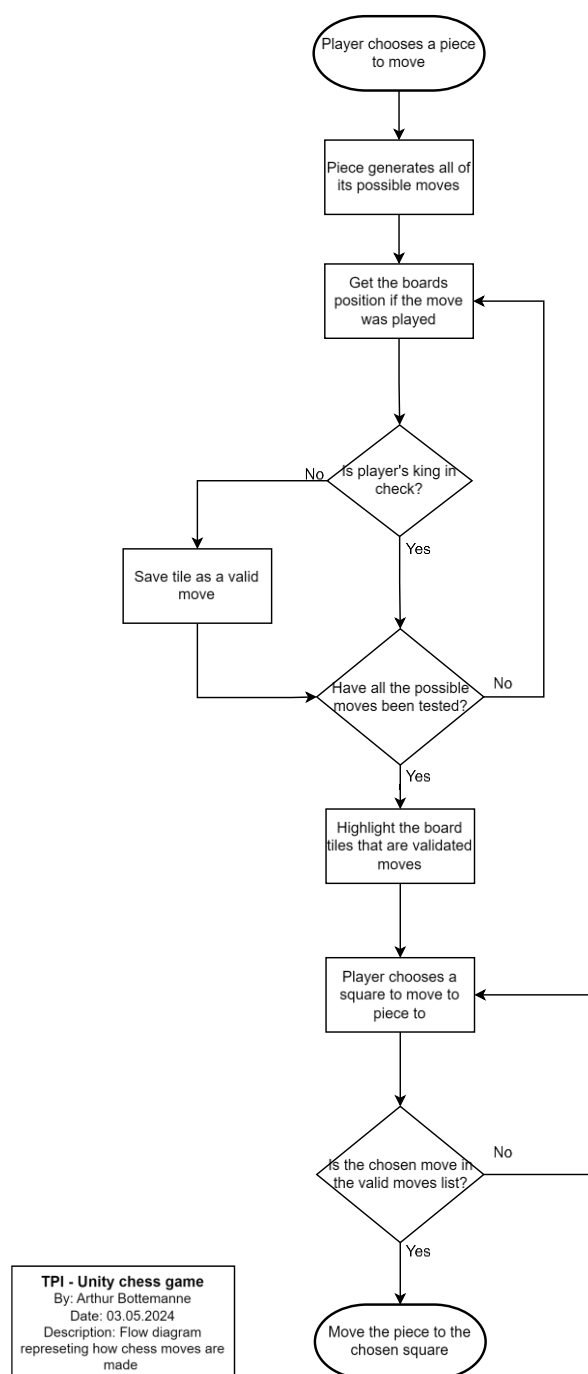 Player chooses a piece
to move
Piece generates all of
its possible moves
Get the boards
position if the move
was played
Is player's king in
check?
No
Yes
Save tile as a valid
move
Have all the possible
moves been tested?
No
Yes
Highlight the board
tiles that are validated
moves
Player chooses a
square to move to
piece to
Is the chosen move in
the valid moves list?
No
Yes
Move the piece to the
chosen square
TPI - Unity chess game
By: Arthur Bottemanne
Date: 03.05.2024
Description: Flow diagram
represeting how chess moves are
made